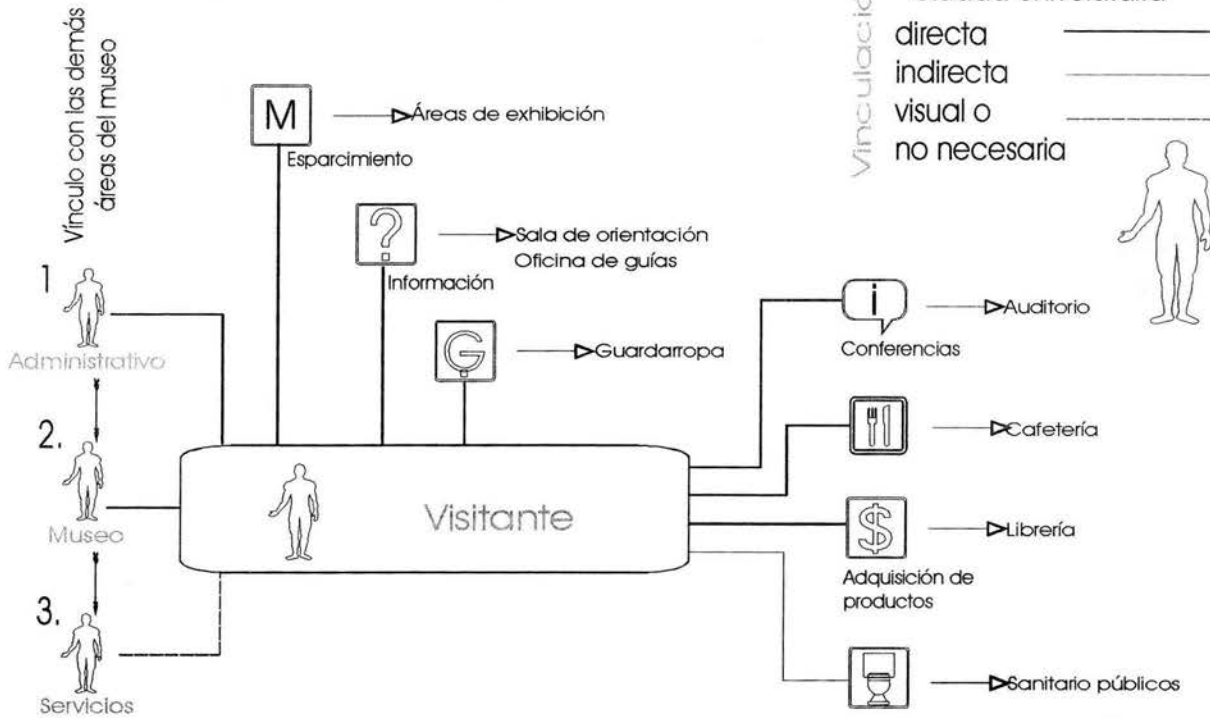 Vínculo con las demás
áreas del museo
Vinculació
directa
indirecta
visual o
no necesaria
M
Áreas de exhibición
Esparcimiento
?
Sala de orientación
Oficina de guías
Información
G
Guardarropa
1
Administrativo
2.
Museo
3.
Servicios
Visitante
i
Auditorio
Conferencias
Cafetería
$
Librería
Adquisición de
productos
Sanitario públicos